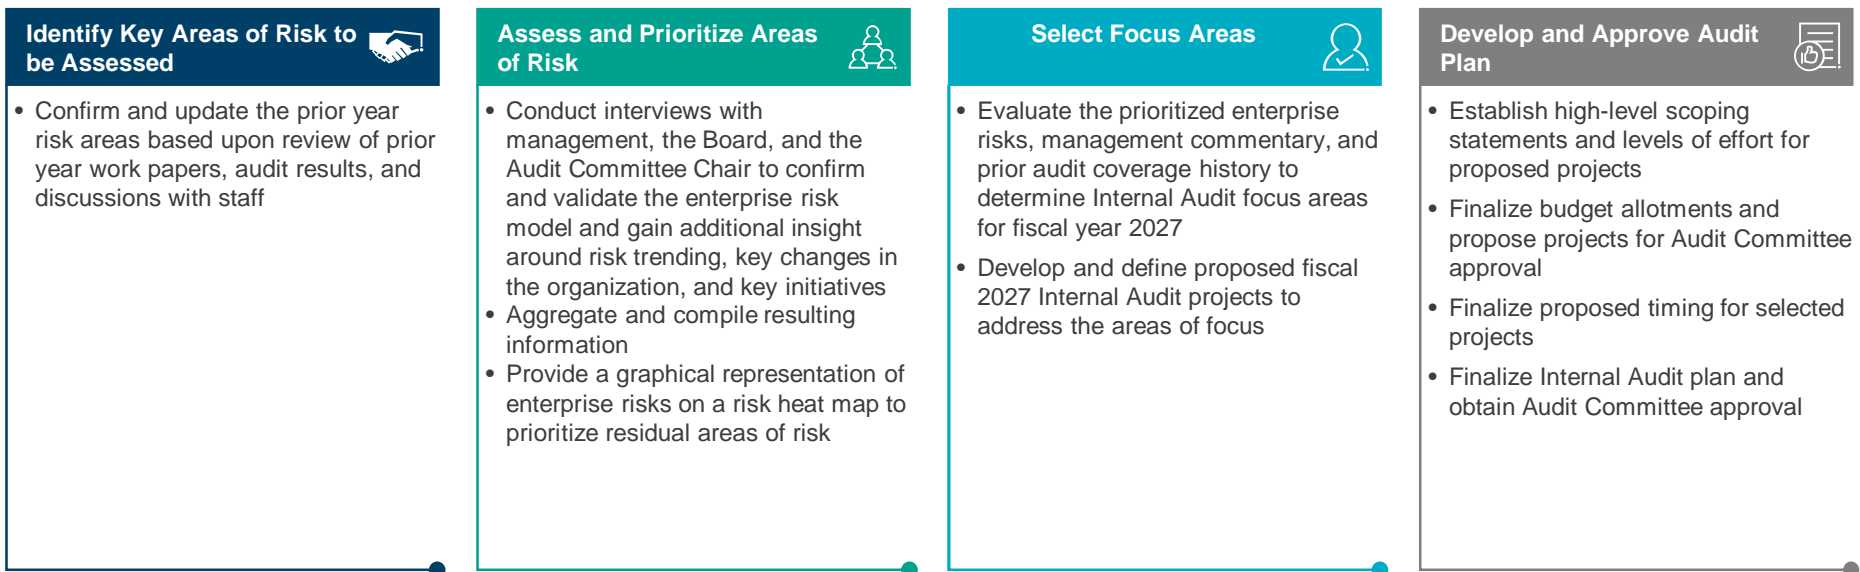 Identify Key Areas of Risk to
be Assessed
• Confirm and update the prior year
risk areas based upon review of prior
year work papers, audit results, and
discussions with staff
Assess and Prioritize Areas
of Risk
• Conduct interviews with
management, the Board, and the
Audit Committee Chair to confirm
and validate the enterprise risk
model and gain additional insight
around risk trending, key changes in
the organization, and key initiatives
• Aggregate and compile resulting
information
• Provide a graphical representation of
enterprise risks on a risk heat map to
prioritize residual areas of risk
Select Focus Areas
• Evaluate the prioritized enterprise
risks, management commentary, and
prior audit coverage history to
determine Internal Audit focus areas
for fiscal year 2027
• Develop and define proposed fiscal
2027 Internal Audit projects to
address the areas of focus
Develop and Approve Audit
Plan
• Establish high-level scoping
statements and levels of effort for
proposed projects
• Finalize budget allotments and
propose projects for Audit Committee
approval
• Finalize proposed timing for selected
projects
• Finalize Internal Audit plan and
obtain Audit Committee approval